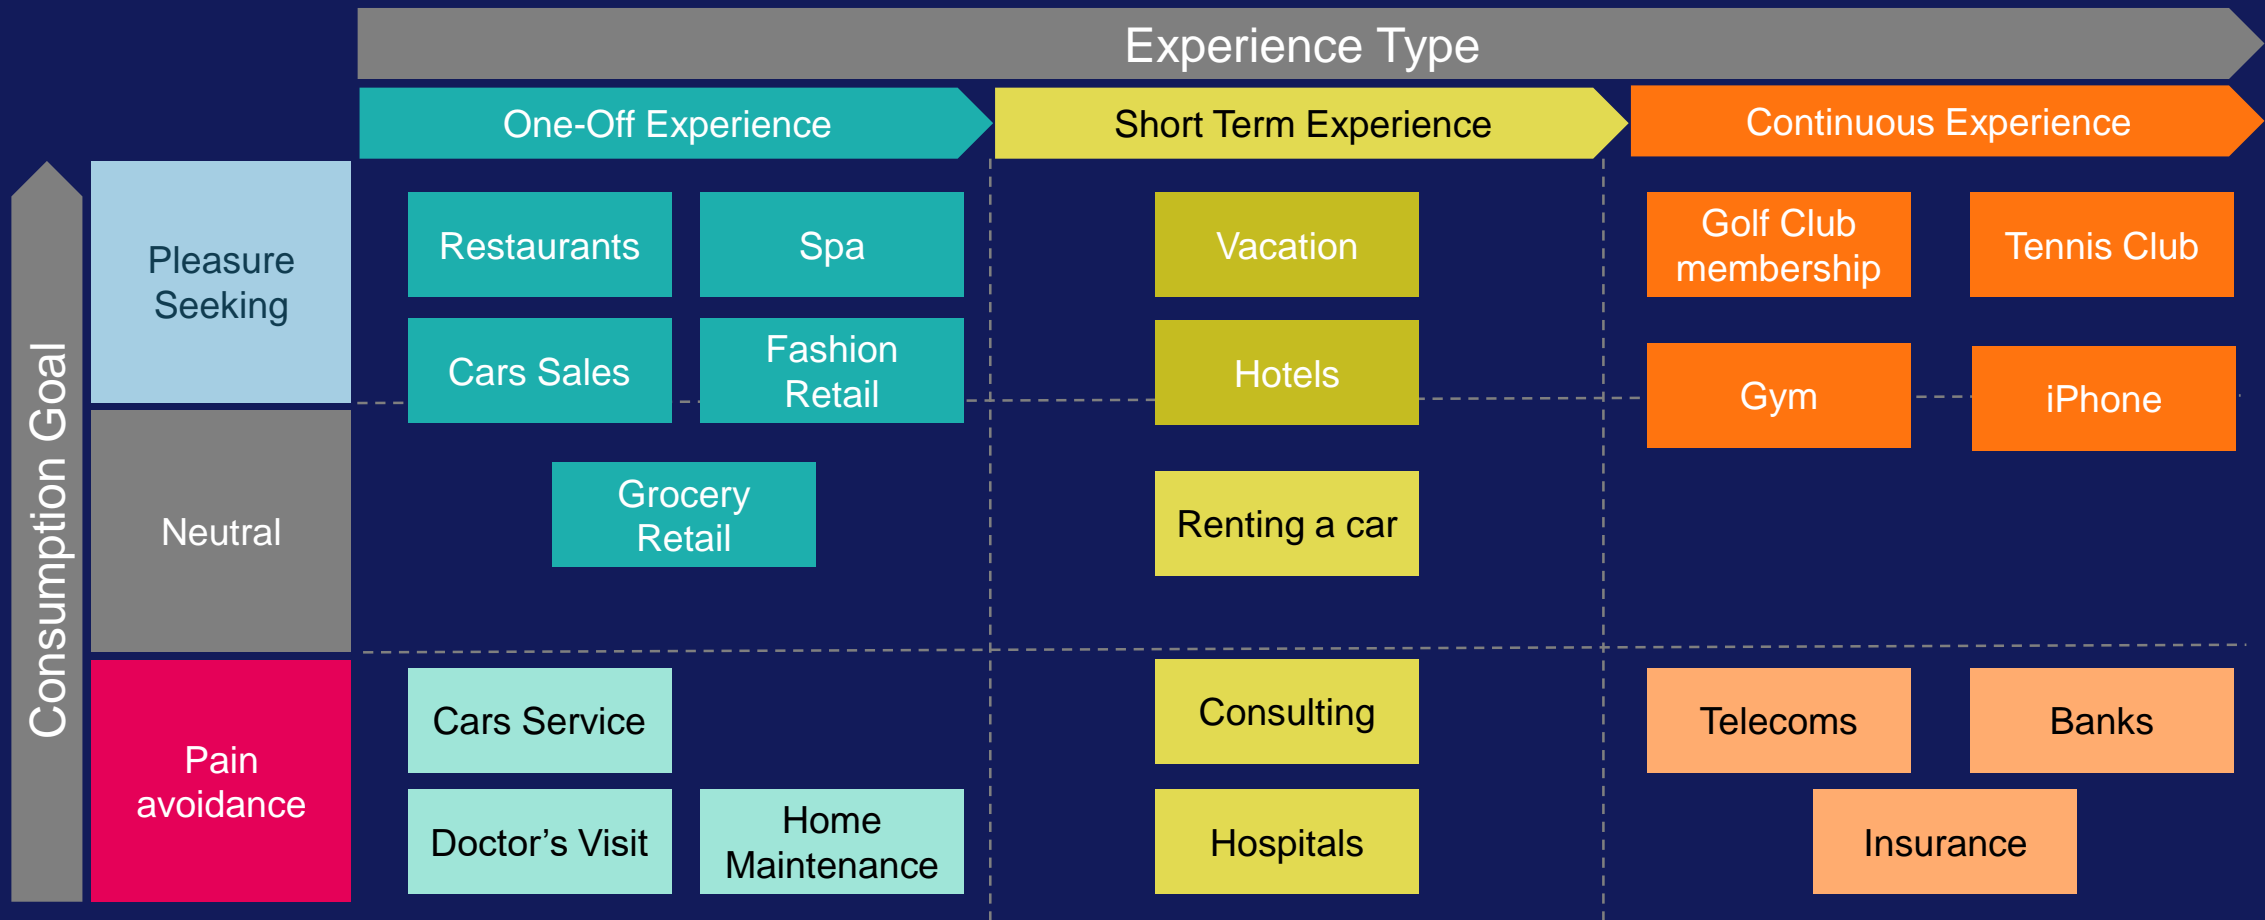 Experience Type
One-Off Experience
Short Term Experience
Continuous Experience
Consumption Goal
Pleasure
Seeking
Restaurants
Spa
Vacation
Golf Club
membership
Tennis Club
Cars Sales
Fashion
Retail
Hotels
Gym
iPhone
Neutral
Grocery
Retail
Renting a car
Pain
avoidance
Cars Service
Consulting
Telecoms
Banks
Doctor’s Visit
Home
Maintenance
Hospitals
Insurance